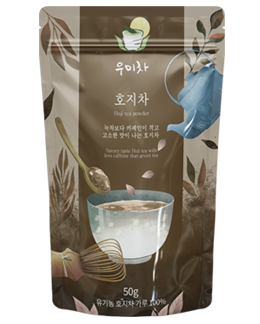 우미차
호지차
Hoji tea powder
녹차보다 카페인이 적고
고소한 맛이 나는 호지차
Savory taste Hoji tea with
less caffeine than green tea
50g
유기농 호지차 가루 100%